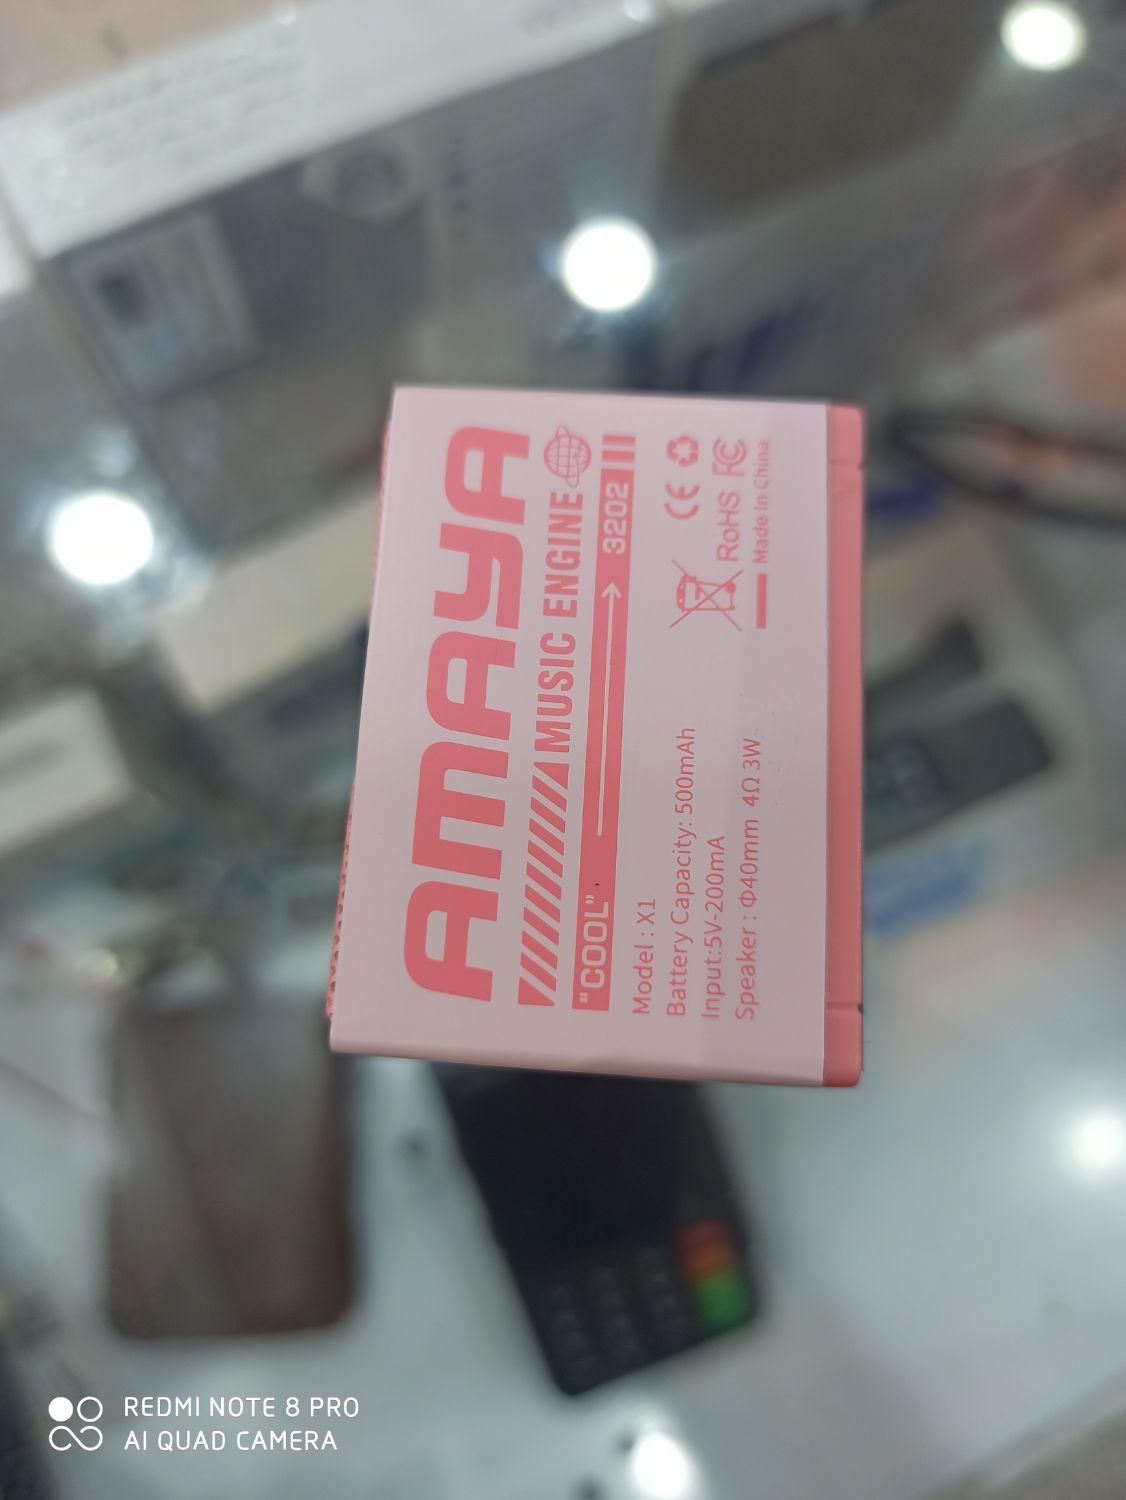 AMAYA
MUSIC ENGINE
"COOL" 3202
Model : X1
Battery Capacity: 500mAh
Input:5V-200mA
Speaker : Φ40mm 4Ω 3W
CE
RoHS FC
Made In China
REDMI NOTE 8 PRO
AI QUAD CAMERA